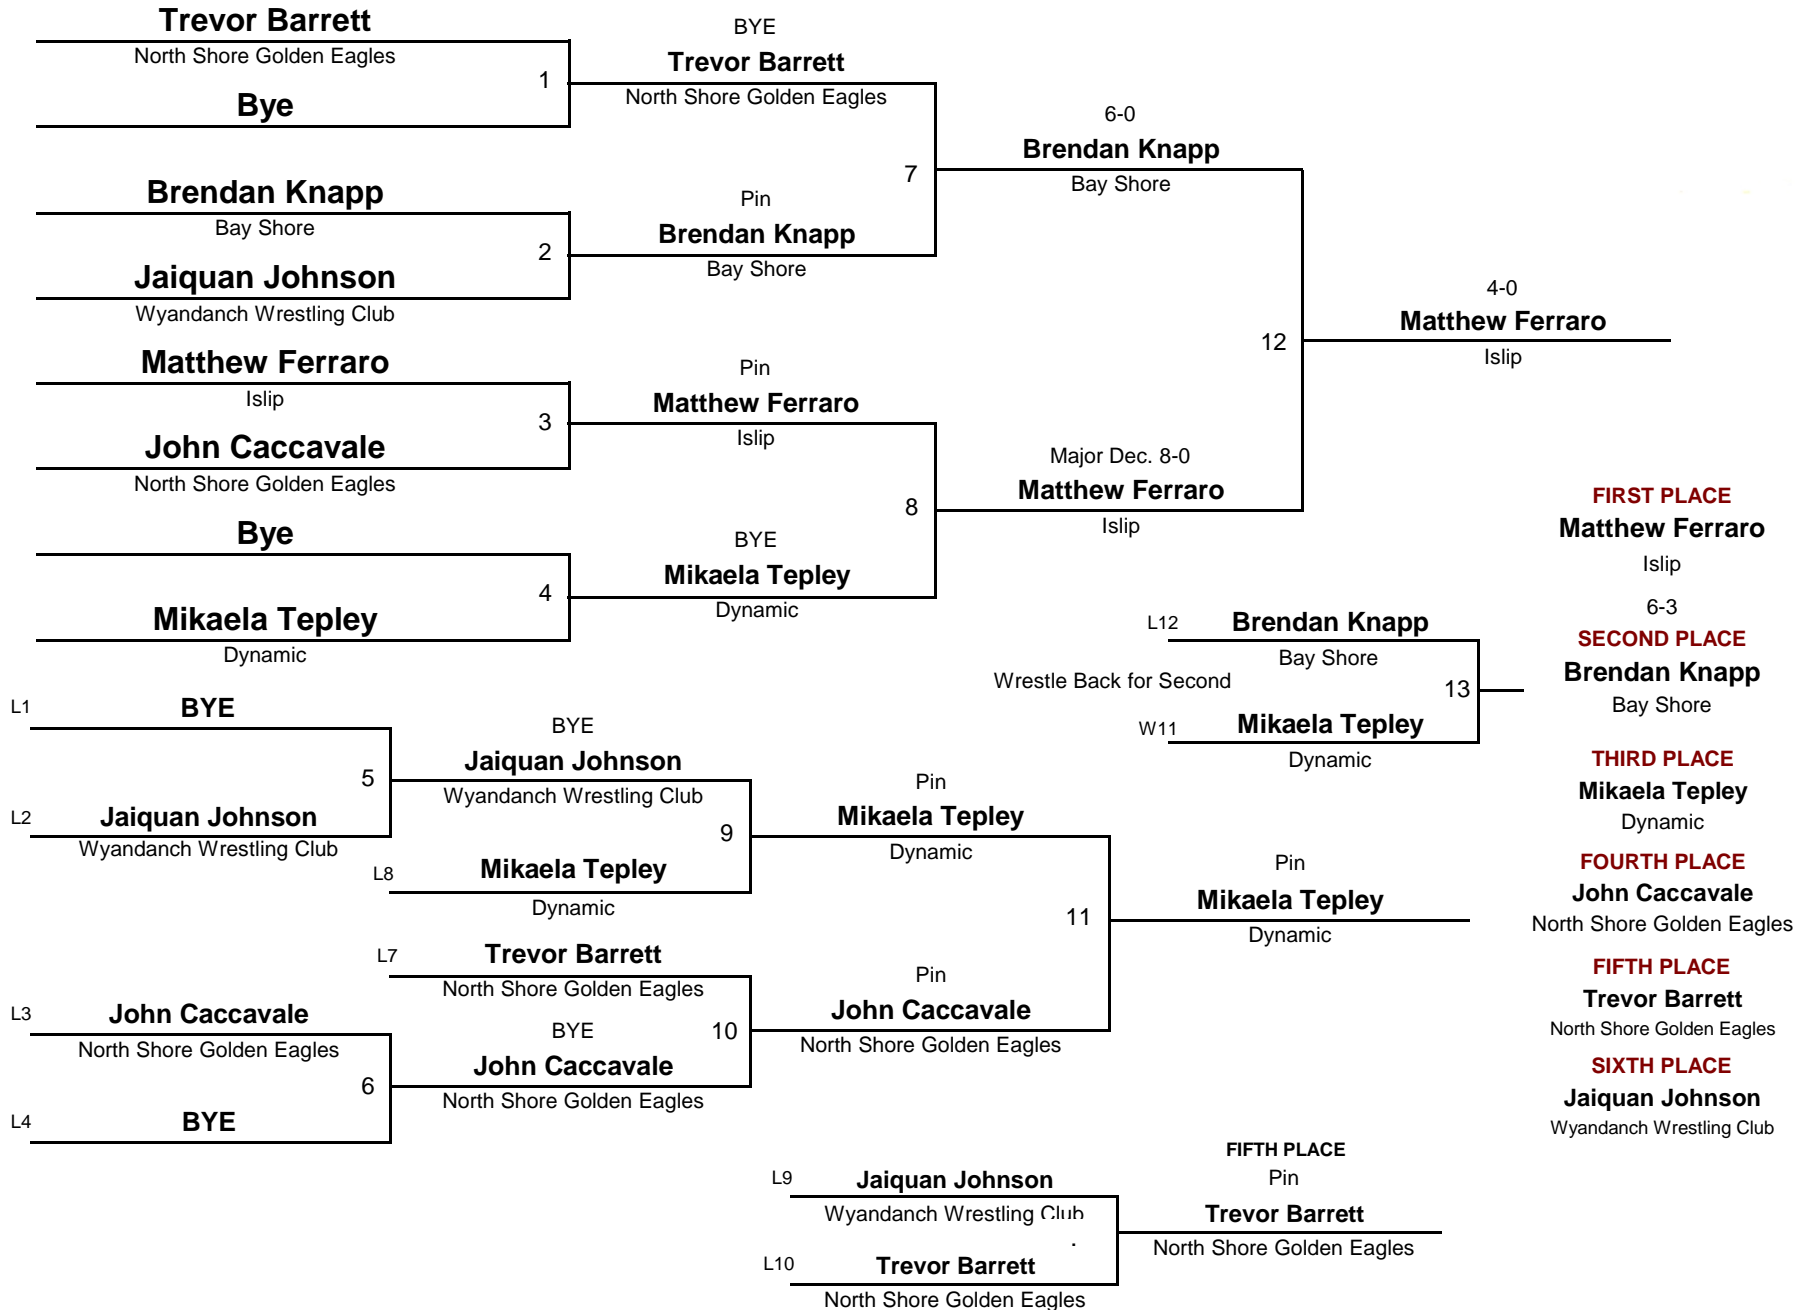 Trevor Barrett
North Shore Golden Eagles
1
Bye
BYE
Trevor Barrett
North Shore Golden Eagles
Brendan Knapp
Bay Shore
2
Jaiquan Johnson
Wyandanch Wrestling Club
Pin
Brendan Knapp
Bay Shore
7
6-0
Brendan Knapp
Bay Shore
Matthew Ferraro
Islip
3
John Caccavale
North Shore Golden Eagles
Pin
Matthew Ferraro
Islip
Bye
4
Mikaela Tepley
Dynamic
BYE
Mikaela Tepley
Dynamic
8
Major Dec. 8-0
Matthew Ferraro
Islip
12
4-0
Matthew Ferraro
Islip
L12
Brendan Knapp
Bay Shore
Wrestle Back for Second
13
W11
Mikaela Tepley
Dynamic
L1
BYE
5
L2
Jaiquan Johnson
Wyandanch Wrestling Club
BYE
Jaiquan Johnson
Wyandanch Wrestling Club
9
L8
Mikaela Tepley
Dynamic
L7
Trevor Barrett
North Shore Golden Eagles
L3
John Caccavale
North Shore Golden Eagles
6
L4
BYE
BYE
John Caccavale
North Shore Golden Eagles
10
Pin
Mikaela Tepley
Dynamic
11
Pin
John Caccavale
North Shore Golden Eagles
Pin
Mikaela Tepley
Dynamic
L9
Jaiquan Johnson
Wyandanch Wrestling Club
L10
Trevor Barrett
North Shore Golden Eagles
FIFTH PLACE
Pin
Trevor Barrett
North Shore Golden Eagles
FIRST PLACE
Matthew Ferraro
Islip
6-3
SECOND PLACE
Brendan Knapp
Bay Shore
THIRD PLACE
Mikaela Tepley
Dynamic
FOURTH PLACE
John Caccavale
North Shore Golden Eagles
FIFTH PLACE
Trevor Barrett
North Shore Golden Eagles
SIXTH PLACE
Jaiquan Johnson
Wyandanch Wrestling Club